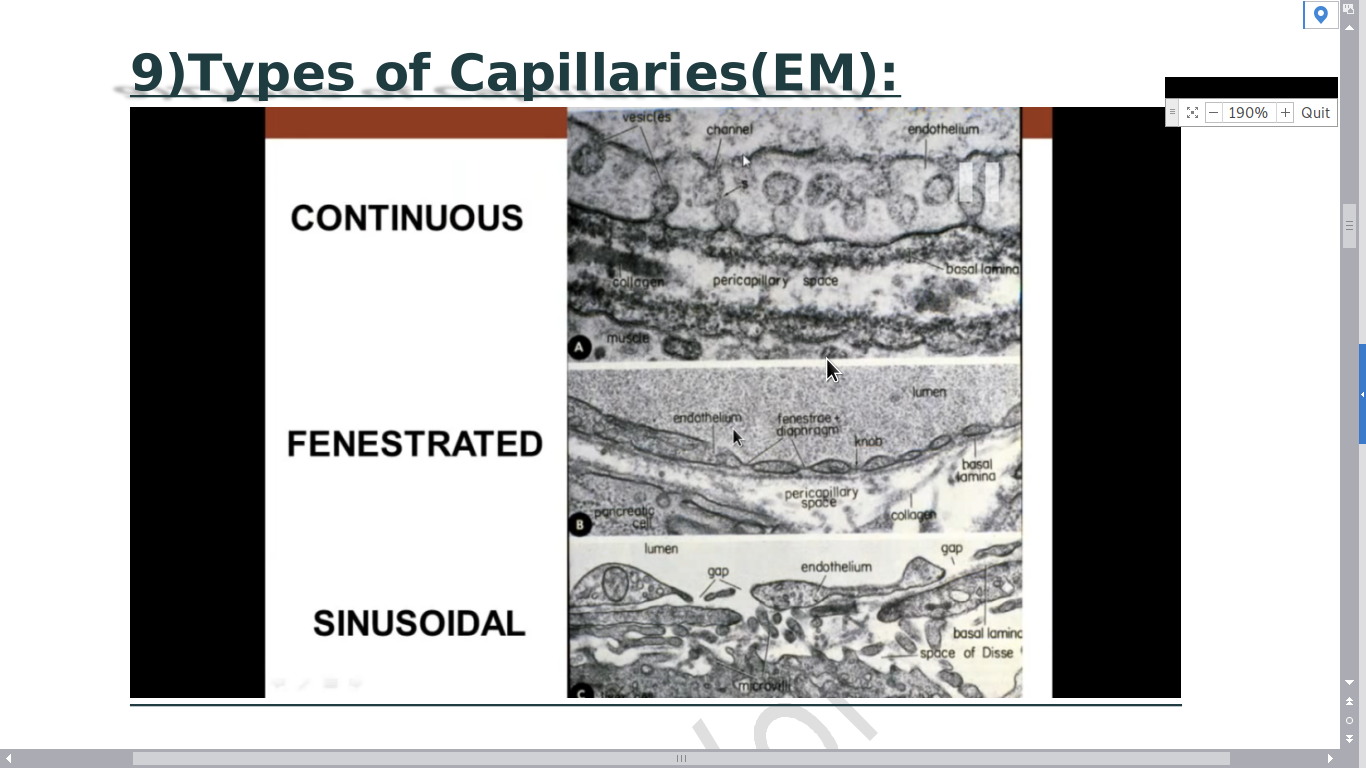 9)Types of Capillaries(EM):
190%
Quit
CONTINUOUS
vesicles
channel
endothelium
s
basal lamina
collagen
pericapillary space
muscle
A
FENESTRATED
lumen
endothelium
fenestrae +
diaphragm
knob
basal
lamina
pericapillary
space
collagen
pancreatic
cell
B
SINUSOIDAL
lumen
gap
gap
endothelium
basal lamina
space of Disse
microvilli
C